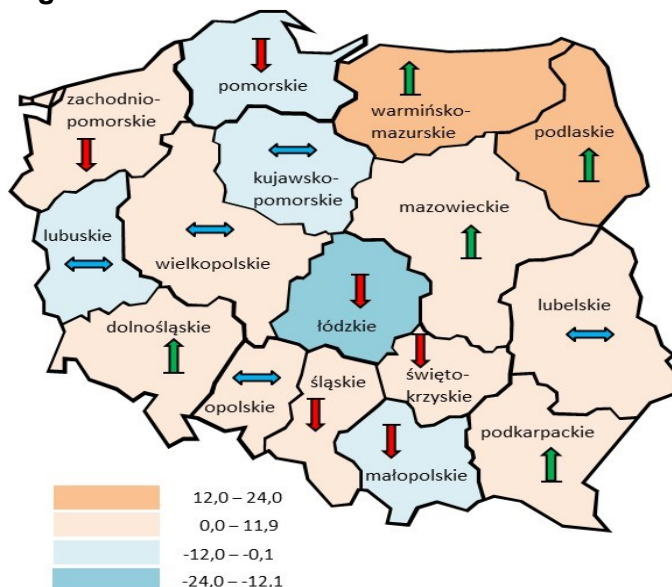 pomorskie
zachodnio-
pomorskie
warmińsko-
mazurskie
podlaskie
kujawsko-
pomorskie
mazowieckie
lubuskie
wielkopolskie
lubelskie
dolnośląskie
łódzkie
opolskie
śląskie
święto-
krzyskie
podkarpackie
małopolskie
12,0 – 24,0
0,0 – 11,9
-12,0 – -0,1
-24,0 – -12,1